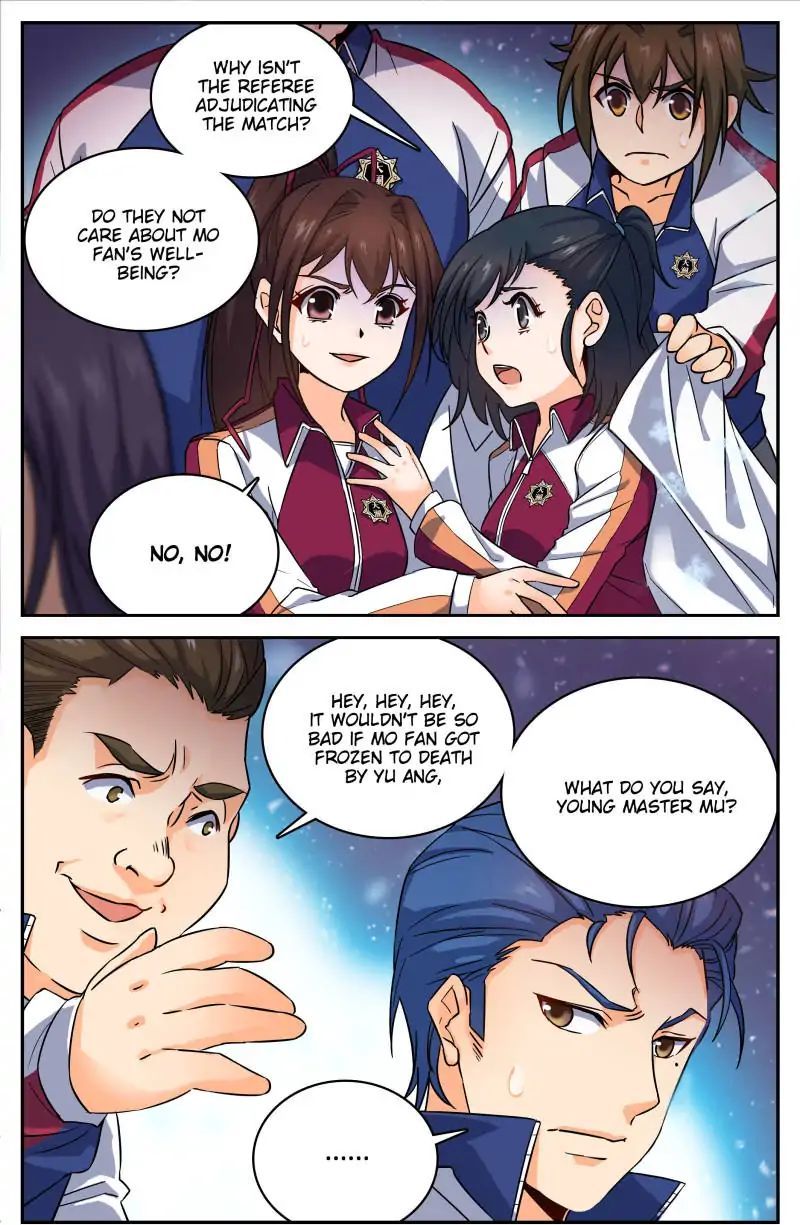 WHY ISN'T
THE REFEREE
ADJUDICATING
THE MATCH?
DO THEY NOT
CARE ABOUT MO
FAN'S WELL-
BEING?
NO, NO!
HEY, HEY, HEY,
IT WOULDN'T BE SO
BAD IF MO FAN GOT
FROZEN TO DEATH
BY YU ANG,
WHAT DO YOU SAY,
YOUNG MASTER MU?
......